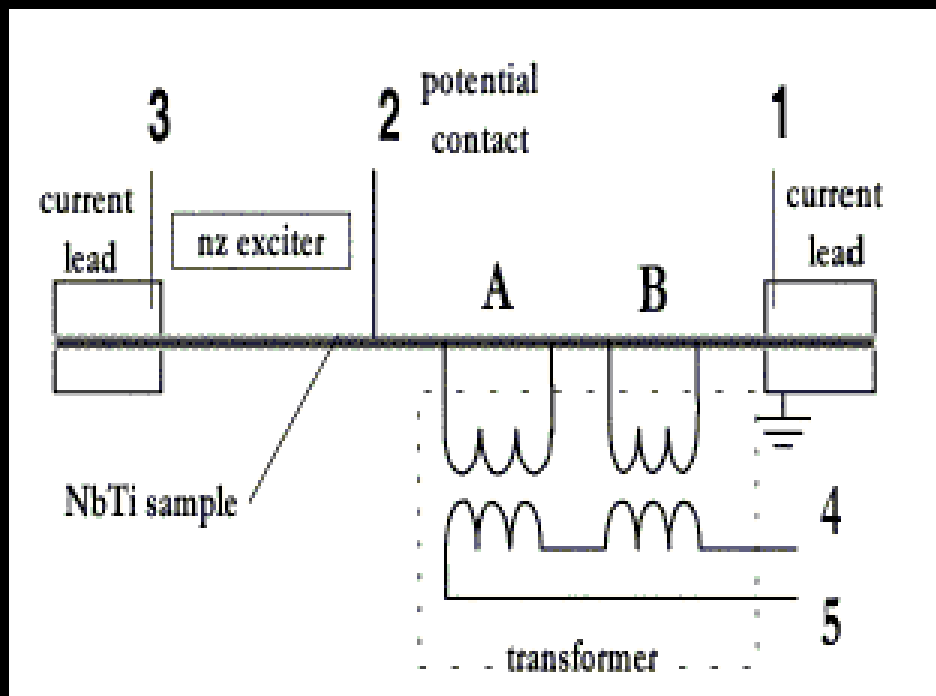 3
2
potential
contact
1
current
lead
nz exciter
current
lead
A
B
NbTi sample
4
5
transformer